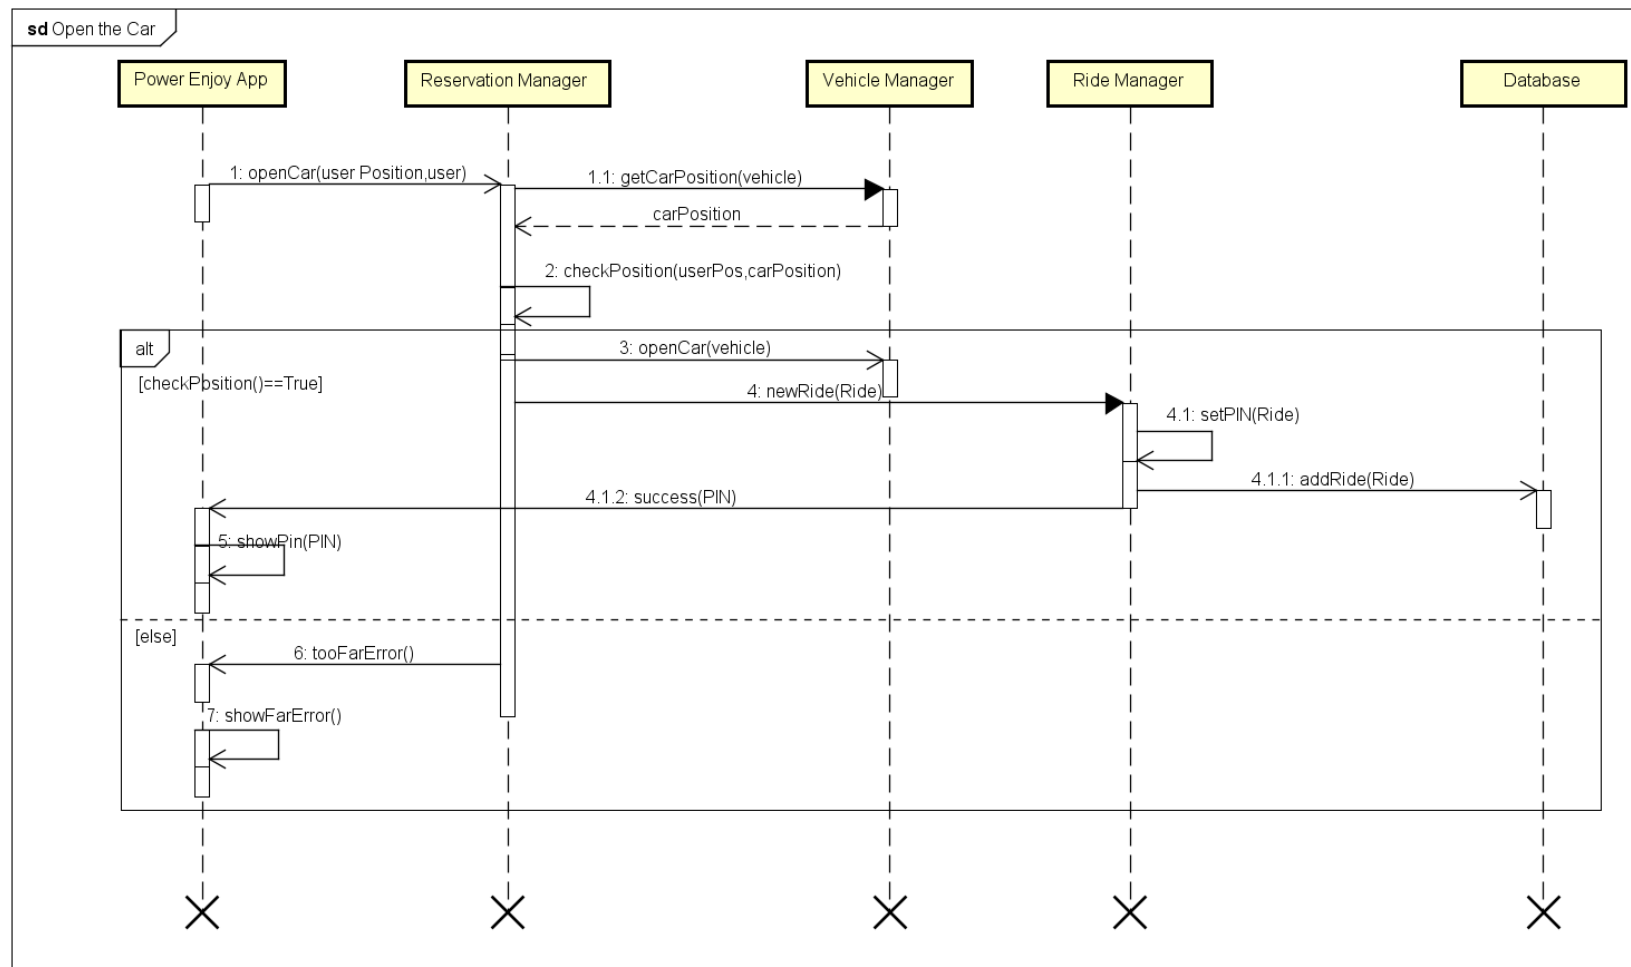 sd Open the Car
Power Enjoy App
Reservation Manager
Vehicle Manager
Ride Manager
Database
1: openCar(user Position,user)
1.1: getCarPosition(vehicle)
carPosition
2: checkPosition(userPos,carPosition)
alt
3: openCar(vehicle)
[checkPosition()==True]
4: newRide(Ride)
4.1: setPIN(Ride)
4.1.1: addRide(Ride)
4.1.2: success(PIN)
5: showPin(PIN)
[else]
6: tooFarError()
7: showFarError()